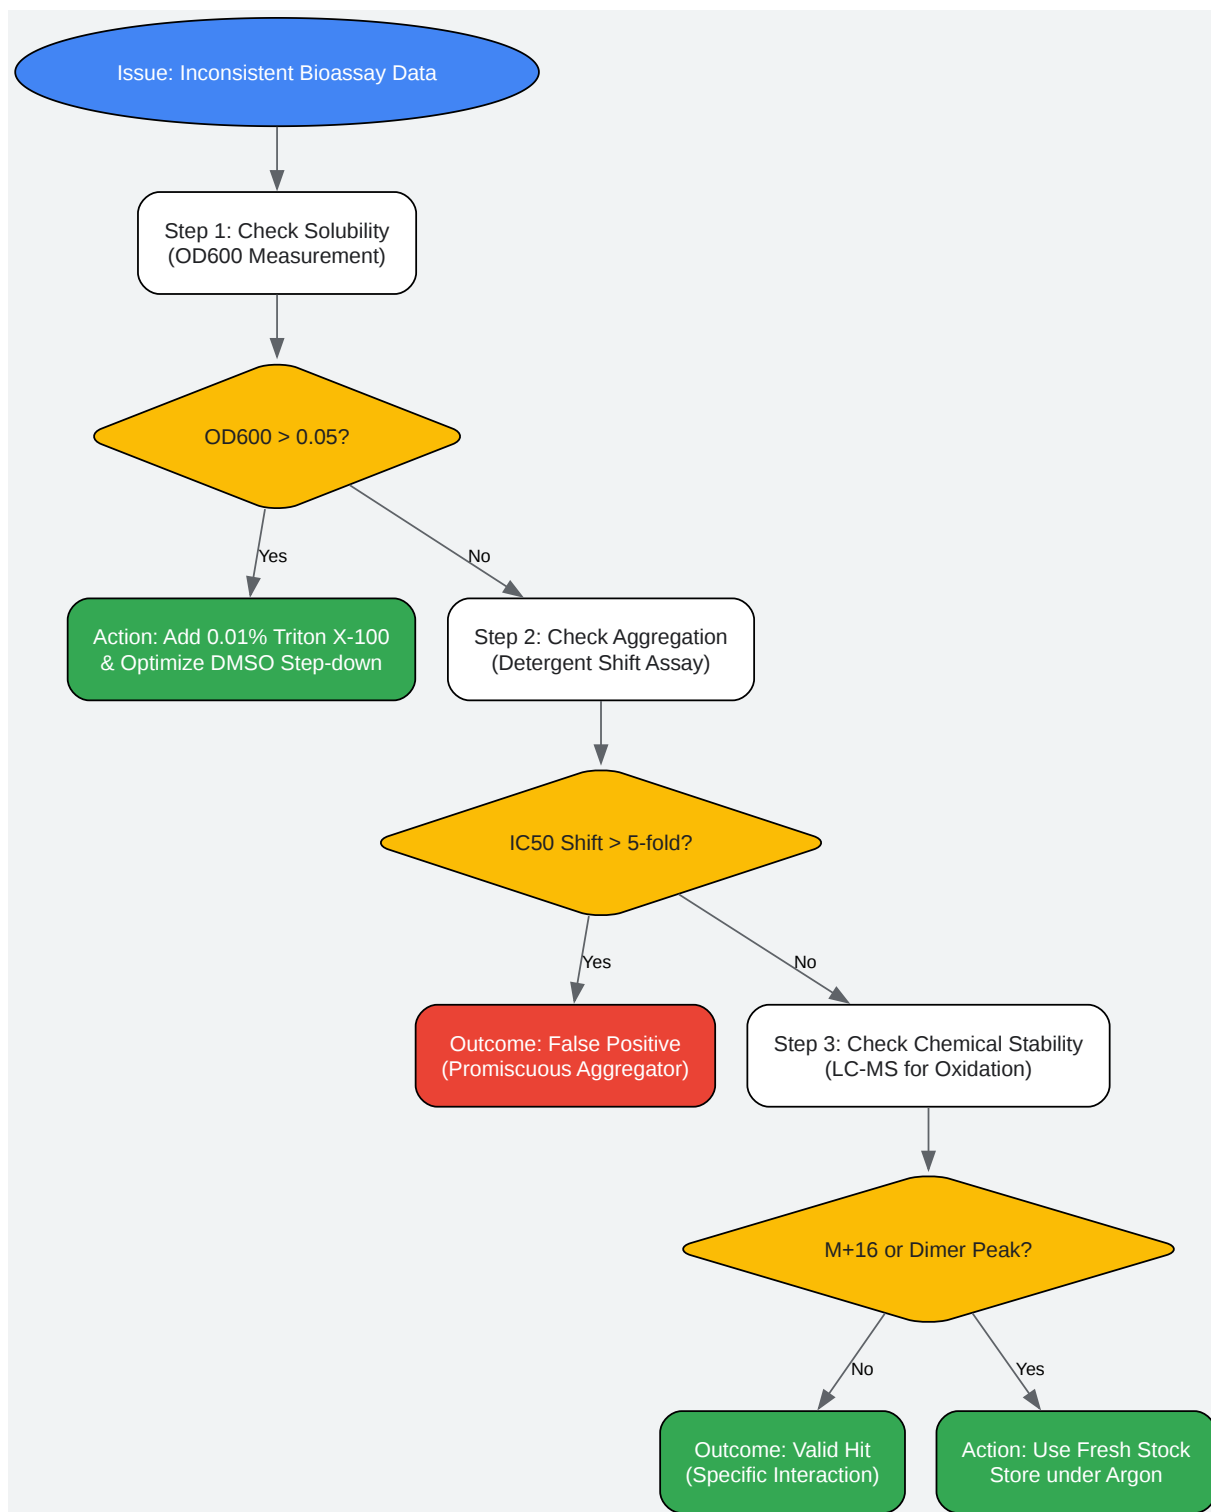 Issue: Inconsistent Bioassay Data
Step 1: Check Solubility
(OD600 Measurement)
OD600 > 0.05?
Yes
No
Action: Add 0.01% Triton X-100
& Optimize DMSO Step-down
Step 2: Check Aggregation
(Detergent Shift Assay)
IC50 Shift > 5-fold?
Yes
No
Outcome: False Positive
(Promiscuous Aggregator)
Step 3: Check Chemical Stability
(LC-MS for Oxidation)
M+16 or Dimer Peak?
No
Yes
Outcome: Valid Hit
(Specific Interaction)
Action: Use Fresh Stock
Store under Argon